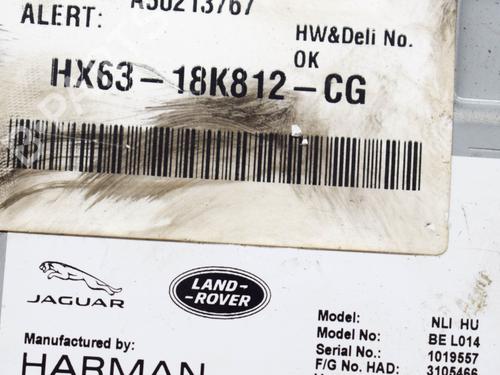 A50213767
ALERT:
HW&Deli No.
OK
HX63-18K812-CG
JAGUAR
LAND-
-ROVER
Manufactured by:
HARMAN
Model: NLI HU
Model No: BE L014
Serial No.: 1019557
F/G No. HAD: 3105466